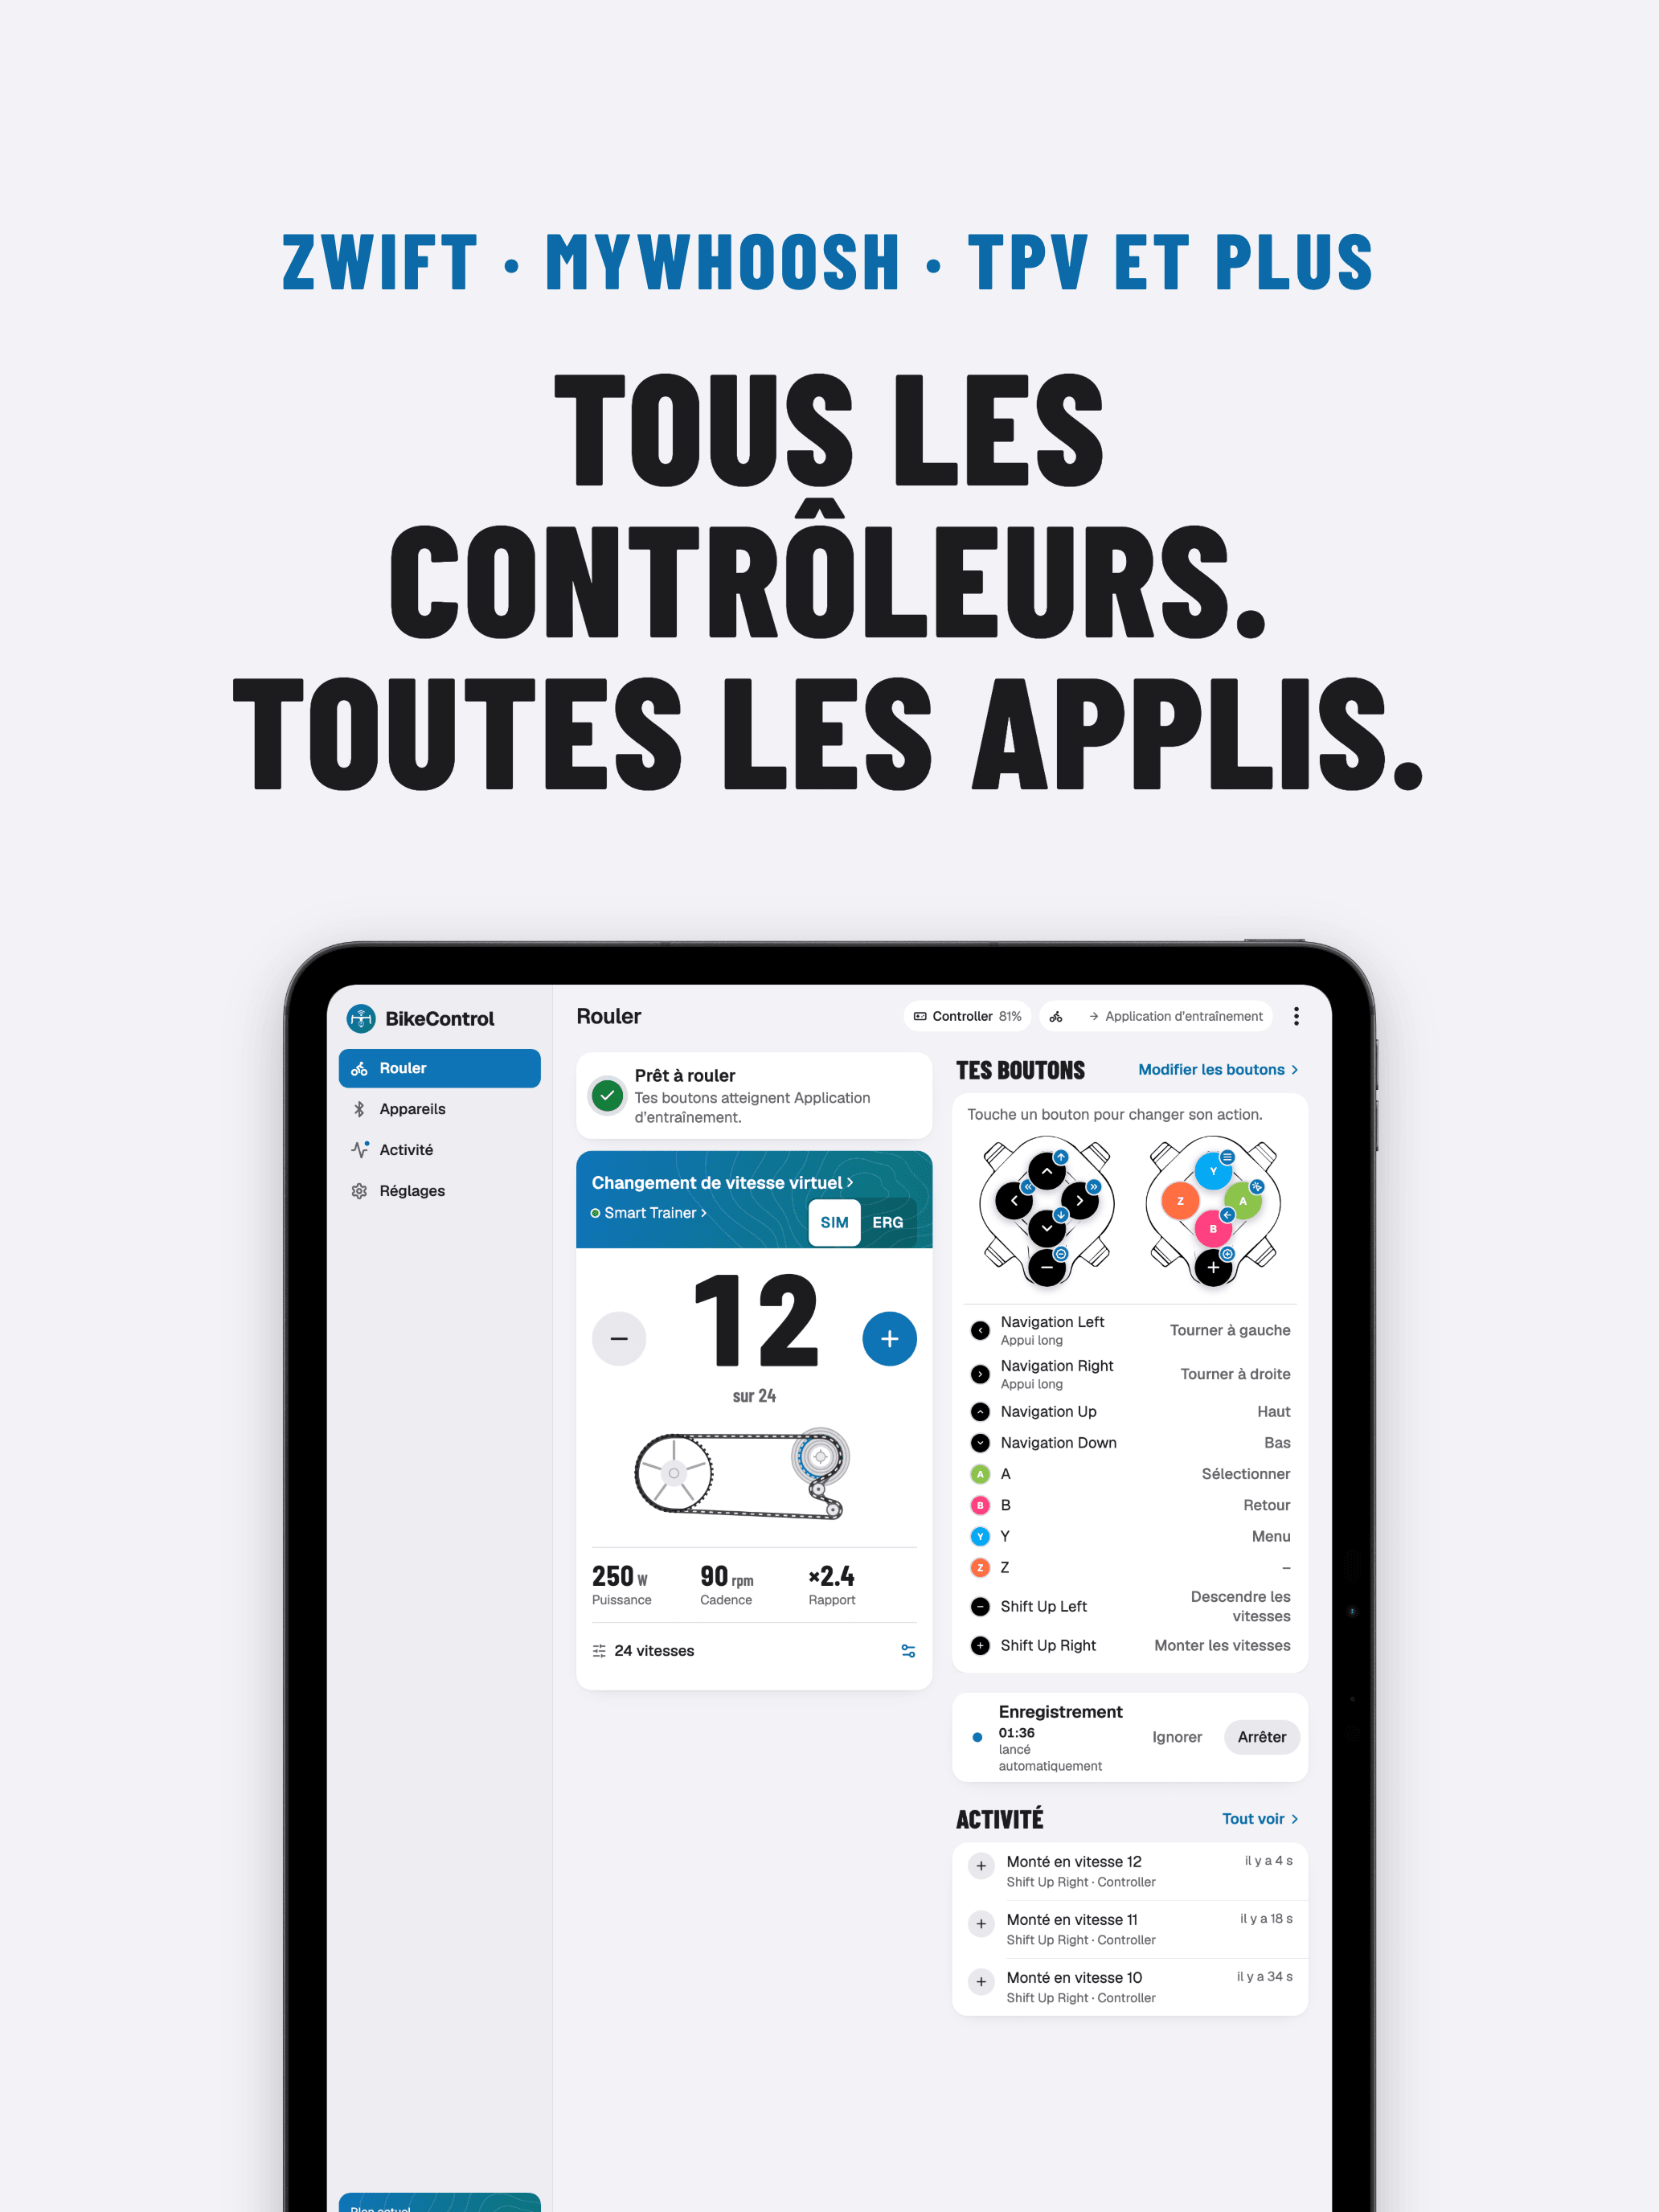 ZWIFT · MYWHOOSH · TPV ET PLUS
TOUS LES
CONTRÔLEURS.
TOUTES LES APPLIS.
BikeControl
Rouler
Appareils
Activité
Réglages
Rouler
Controller 81%
→ Application d'entraînement
Prêt à rouler
Tes boutons atteignent Application
d'entraînement.
Changement de vitesse virtuel
Smart Trainer
SIM
ERG
12
sur 24
250 W
Puissance
90 rpm
Cadence
×2.4
Rapport
24 vitesses
TES BOUTONS
Modifier les boutons
Touche un bouton pour changer son action.
Y
Z
A
B
Navigation Left
Appui long
Tourner à gauche
Navigation Right
Appui long
Tourner à droite
Navigation Up
Haut
Navigation Down
Bas
A A
Sélectionner
B B
Retour
Y Y
Menu
Z Z
–
Shift Up Left
Descendre les
vitesses
Shift Up Right
Monter les vitesses
Enregistrement
01:36
lancé
automatiquement
Ignorer
Arrêter
ACTIVITÉ
Tout voir
Monté en vitesse 12
il y a 4 s
Shift Up Right · Controller
Monté en vitesse 11
il y a 18 s
Shift Up Right · Controller
Monté en vitesse 10
il y a 34 s
Shift Up Right · Controller